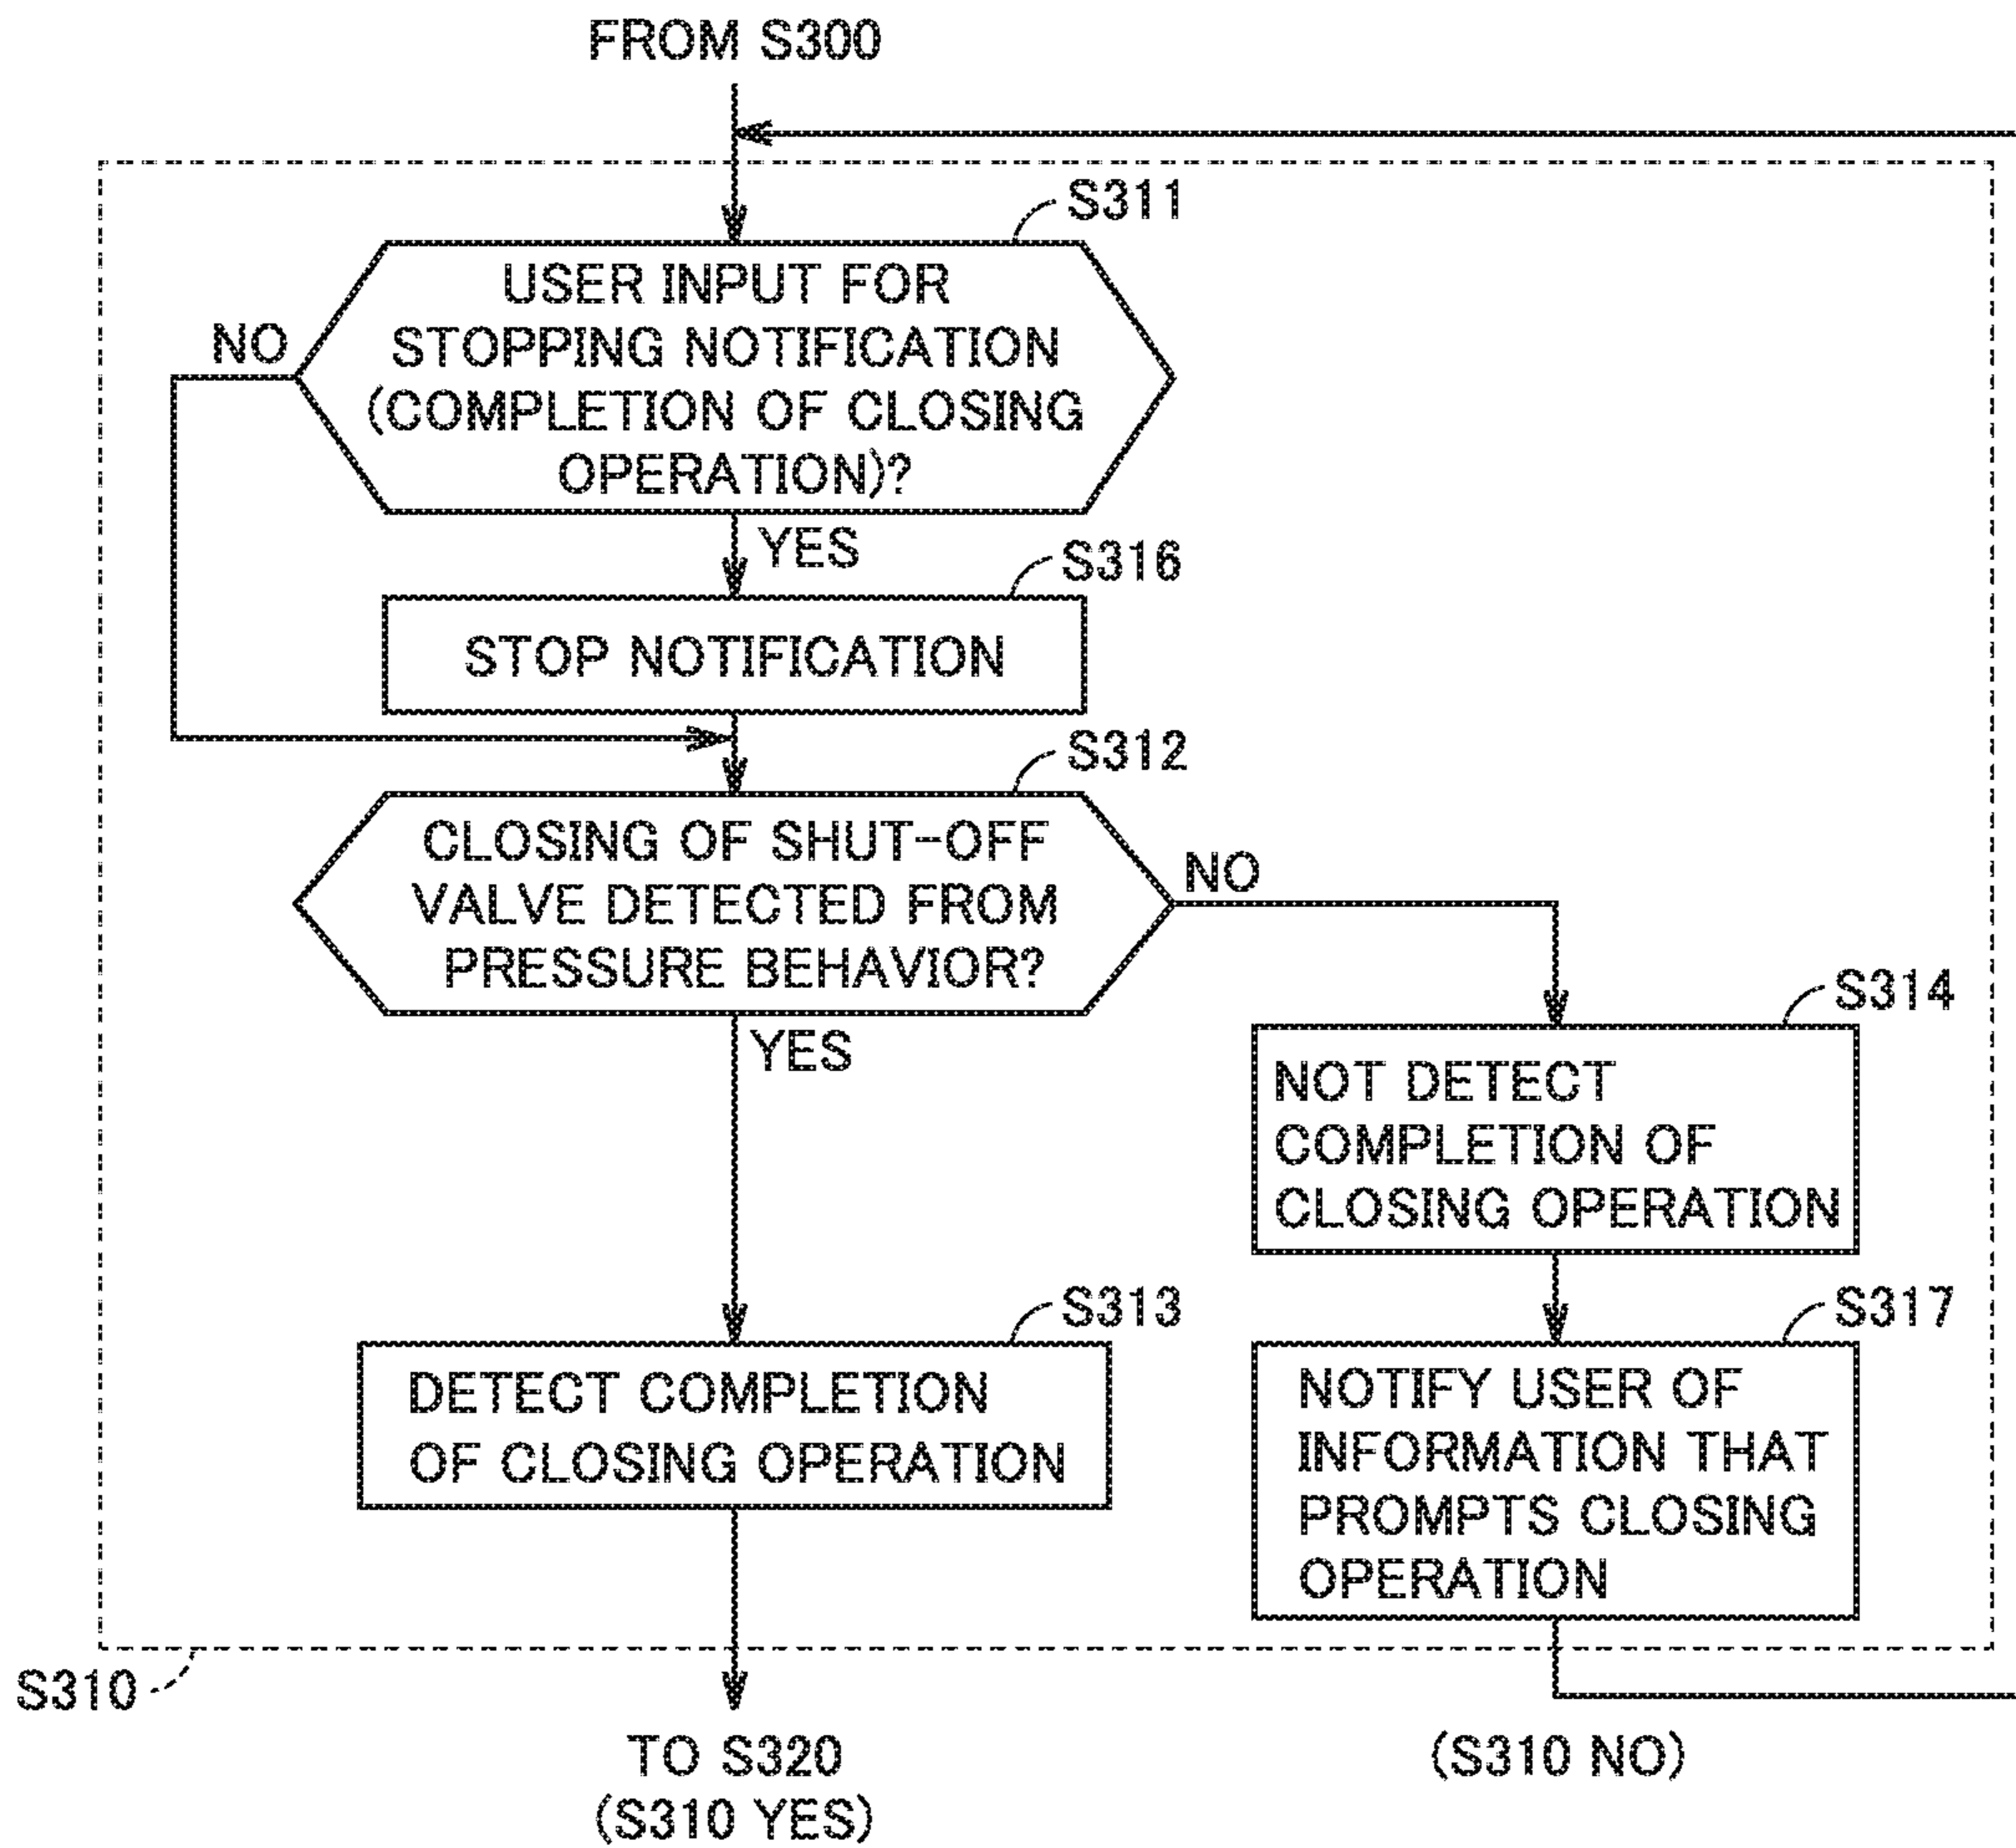 FROM S300
S311
USER INPUT FOR
STOPPING NOTIFICATION
(COMPLETION OF CLOSING
OPERATION)?
NO
YES
S316
STOP NOTIFICATION
S312
CLOSING OF SHUT-OFF
VALVE DETECTED FROM
PRESSURE BEHAVIOR?
NO
YES
S314
NOT DETECT
COMPLETION OF
CLOSING OPERATION
S313
DETECT COMPLETION
OF CLOSING OPERATION
S317
NOTIFY USER OF
INFORMATION THAT
PROMPTS CLOSING
OPERATION
S310
TO S320
(S310 YES)
(S310 NO)